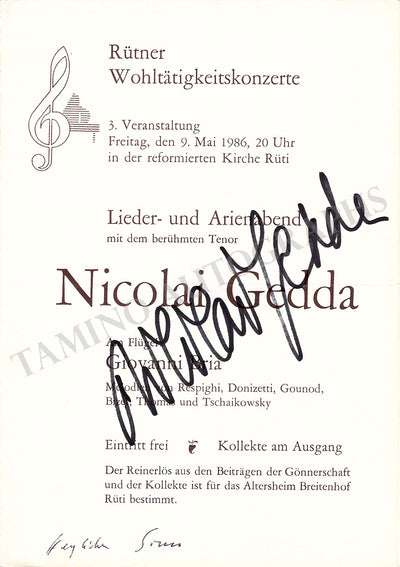 Rütner
Wohltätigkeitskonzerte
3. Veranstaltung
Freitag, den 9. Mai 1986, 20 Uhr
in der reformierten Kirche Rüti
Lieder- und Arienabend
mit dem berühmten Tenor
Nicolai Gedda
Nicolai Gedda
TAMINO AUTOGRAPHS
Am Flügel
Giovanni Bria
Melodien von Respighi, Donizetti, Gounod,
Bizet, Thomas und Tschaikowsky
Eintritt frei Kollekte am Ausgang
Der Reinerlös aus den Beiträgen der Gönnerschaft
und der Kollekte ist für das Altersheim Breitenhof
Rüti bestimmt.